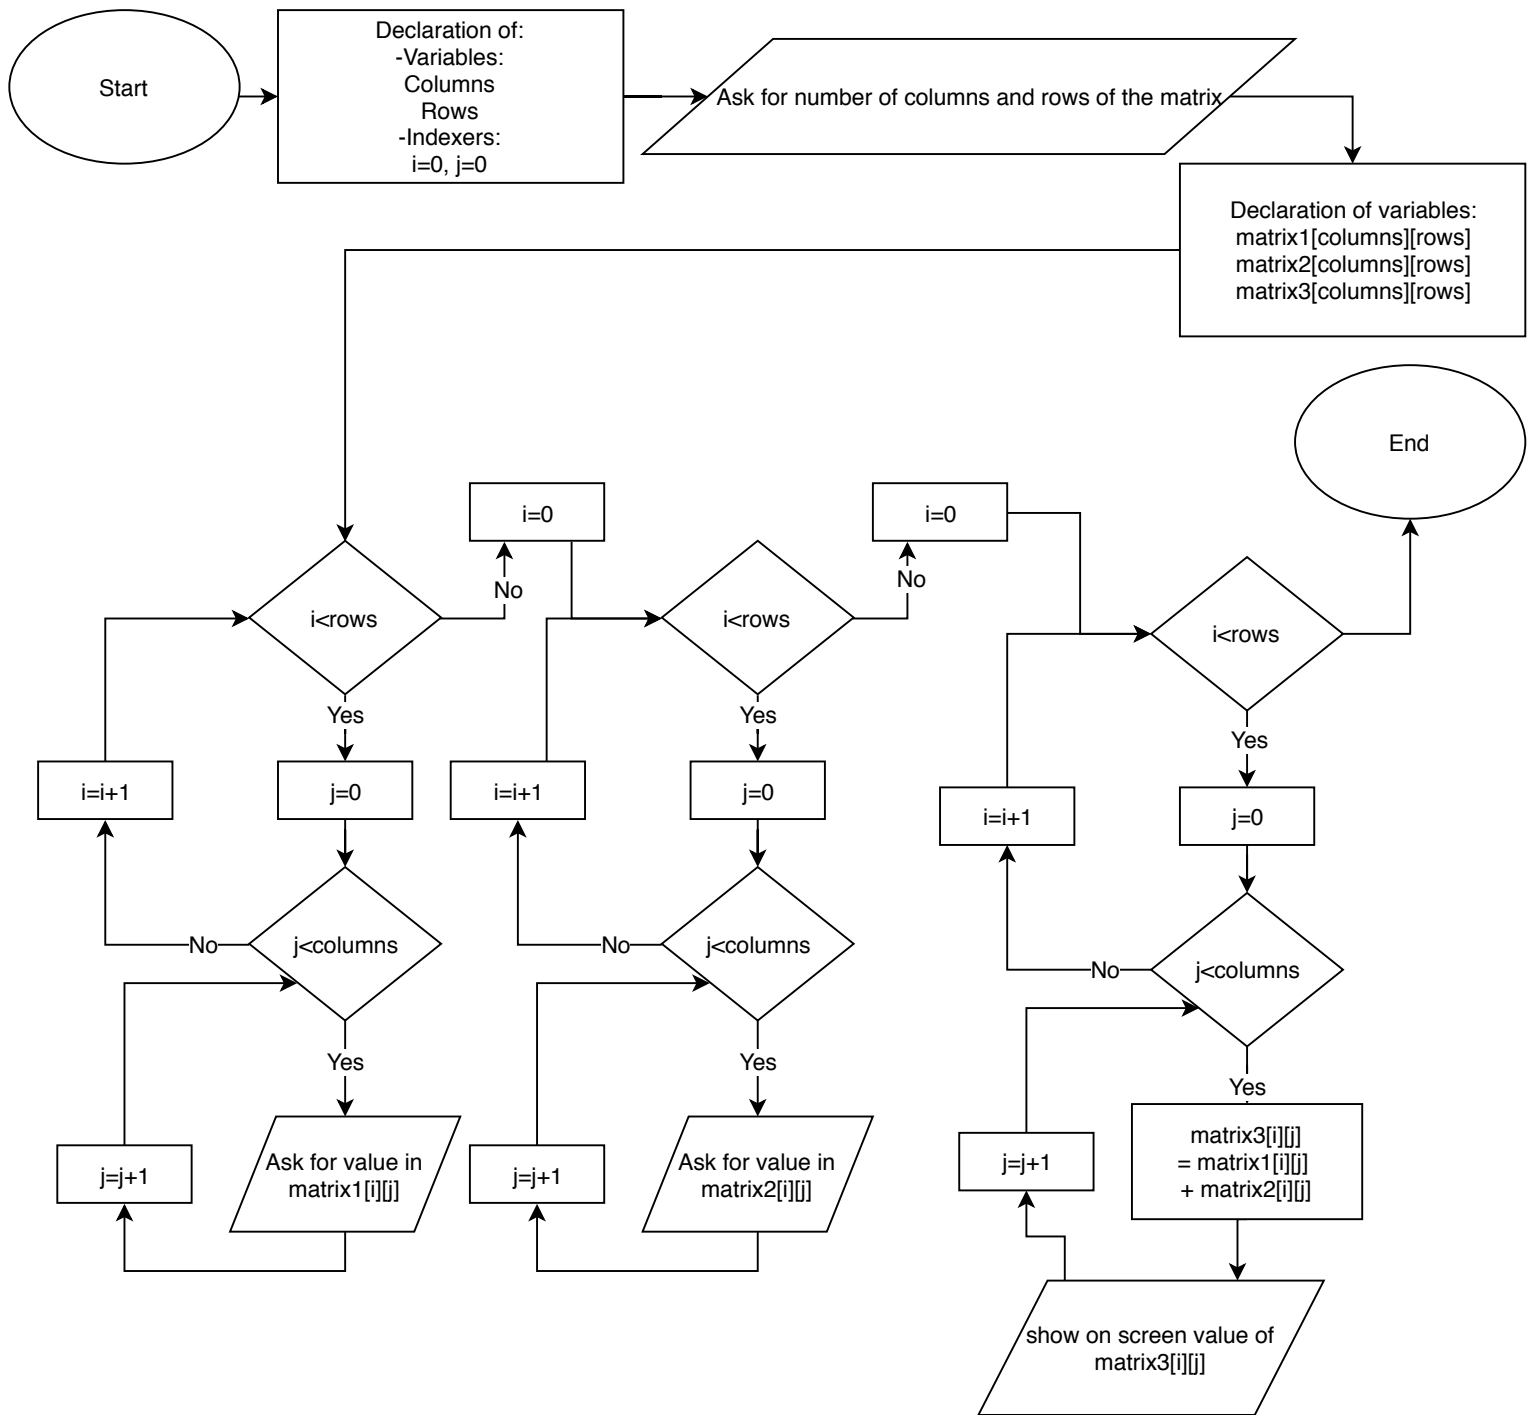 Start
Declaration of:
-Variables:
Columns
Rows
-Indexers:
i=0, j=0
Ask for number of columns and rows of the matrix
Declaration of variables:
matrix1[columns][rows]
matrix2[columns][rows]
matrix3[columns][rows]
End
i=0
i=0
No
No
i<rows
i<rows
i<rows
Yes
Yes
Yes
i=i+1
j=0
i=i+1
j=0
i=i+1
j=0
No
j<columns
No
j<columns
No
j<columns
Yes
Yes
Yes
j=j+1
Ask for value in
matrix1[i][j]
j=j+1
Ask for value in
matrix2[i][j]
j=j+1
matrix3[i][j]
= matrix1[i][j]
+ matrix2[i][j]
show on screen value of
matrix3[i][j]